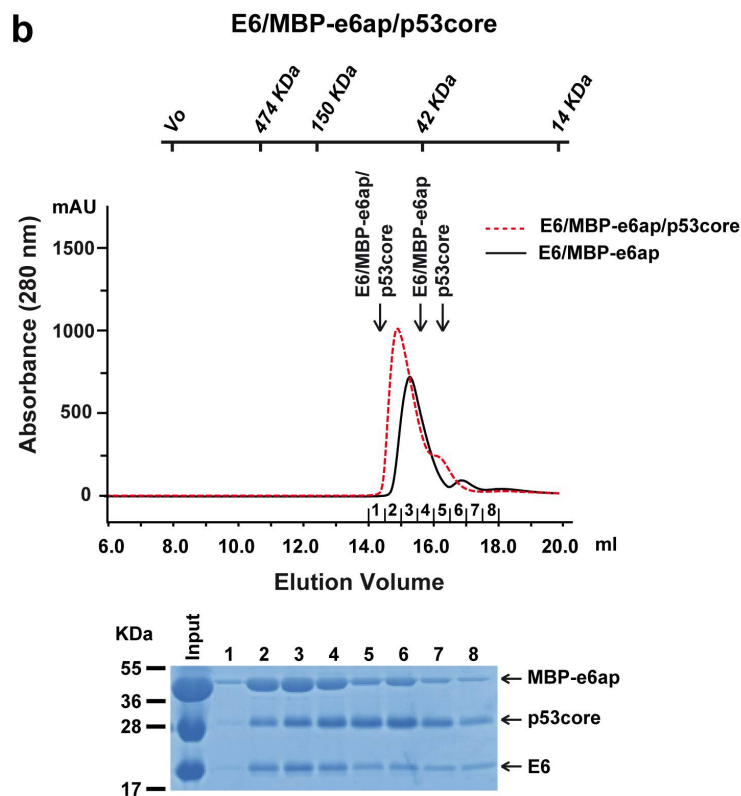 b
E6/MBP-e6ap/p53core
Vo
474 KDa
150 KDa
42 KDa
14 KDa
E6/MBP-e6ap/
p53core
E6/MBP-e6ap
p53core
mAU
1500
1000
500
0
Absorbance (280 nm)
E6/MBP-e6ap/p53core
E6/MBP-e6ap
1 2 3 4 5 6 7 8
6.0 8.0 10.0 12.0 14.0 16.0 18.0 20.0 ml
Elution Volume
KDa
Input 1 2 3 4 5 6 7 8
55
36
28
17
MBP-e6ap
p53core
E6